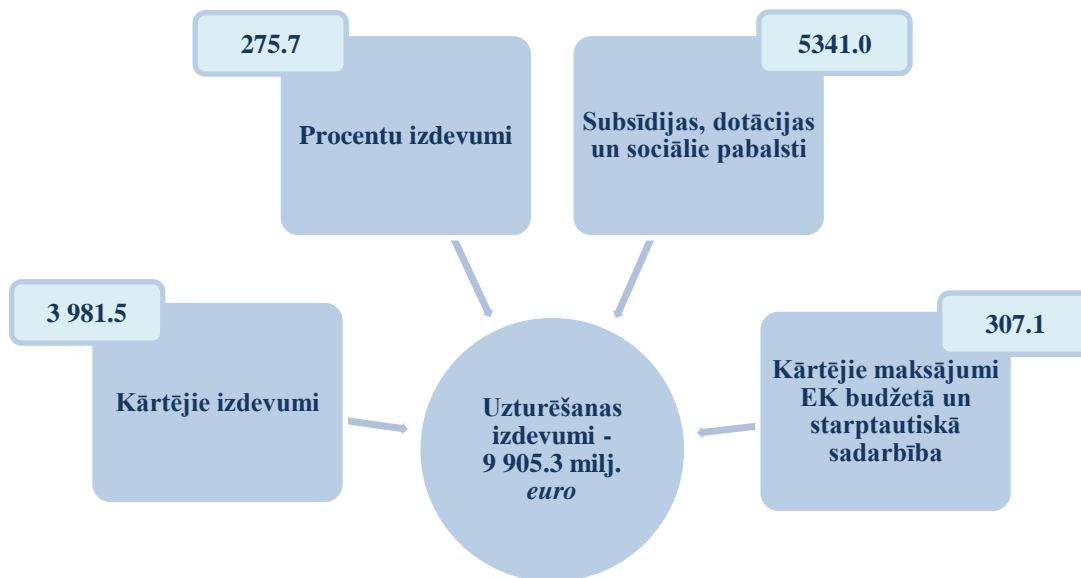 275.7
Procentu izdevumi
5341.0
Subsīdijas, dotācijas
un sociālie pabalsti
3 981.5
Kārtējie izdevumi
307.1
Kārtējie maksājumi
EK budžetā un
starptautiskā
sadarbība
Uzturēšanas
izdevumi -
9 905.3 milj.
euro